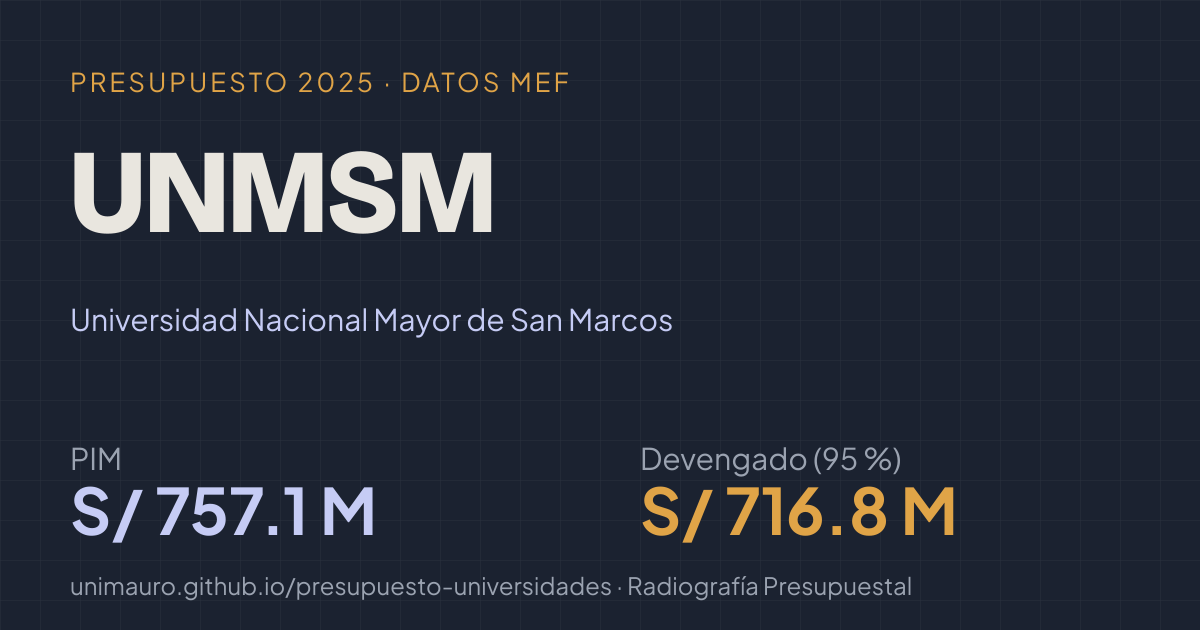 PRESUPUESTO 2025 · DATOS MEF
UNMSM
Universidad Nacional Mayor de San Marcos
PIM
S/ 757.1 M
Devengado (95 %)
S/ 716.8 M
unimauro.github.io/presupuesto-universidades · Radiografía Presupuestal